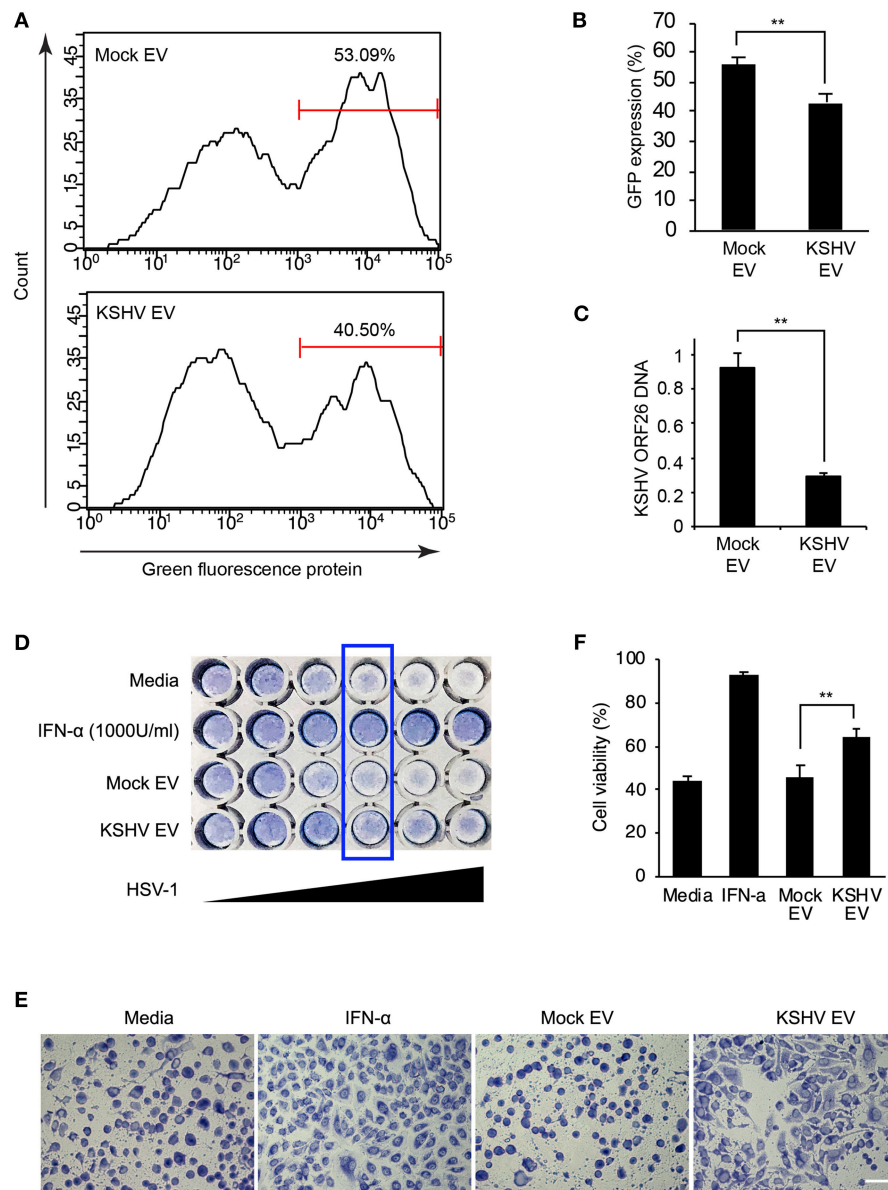 A
Mock EV
53.09%
45
35
25
15
5
0
10⁰
10¹
10²
10³
10⁴
10⁵
KSHV EV
40.50%
45
35
25
15
5
0
10⁰
10¹
10²
10³
10⁴
10⁵
Count
Green fluorescence protein
B
GFP expression (%)
70
60
50
40
30
20
10
0
**
Mock
EV
KSHV
EV
C
KSHV ORF26 DNA
1
0.8
0.6
0.4
0.2
0
**
Mock
EV
KSHV
EV
D
Media
IFN-α (1000U/ml)
Mock EV
KSHV EV
HSV-1
F
Cell viability (%)
100
80
60
40
20
0
**
Media
IFN-a
Mock
EV
KSHV
EV
E
Media
IFN-α
Mock EV
KSHV EV